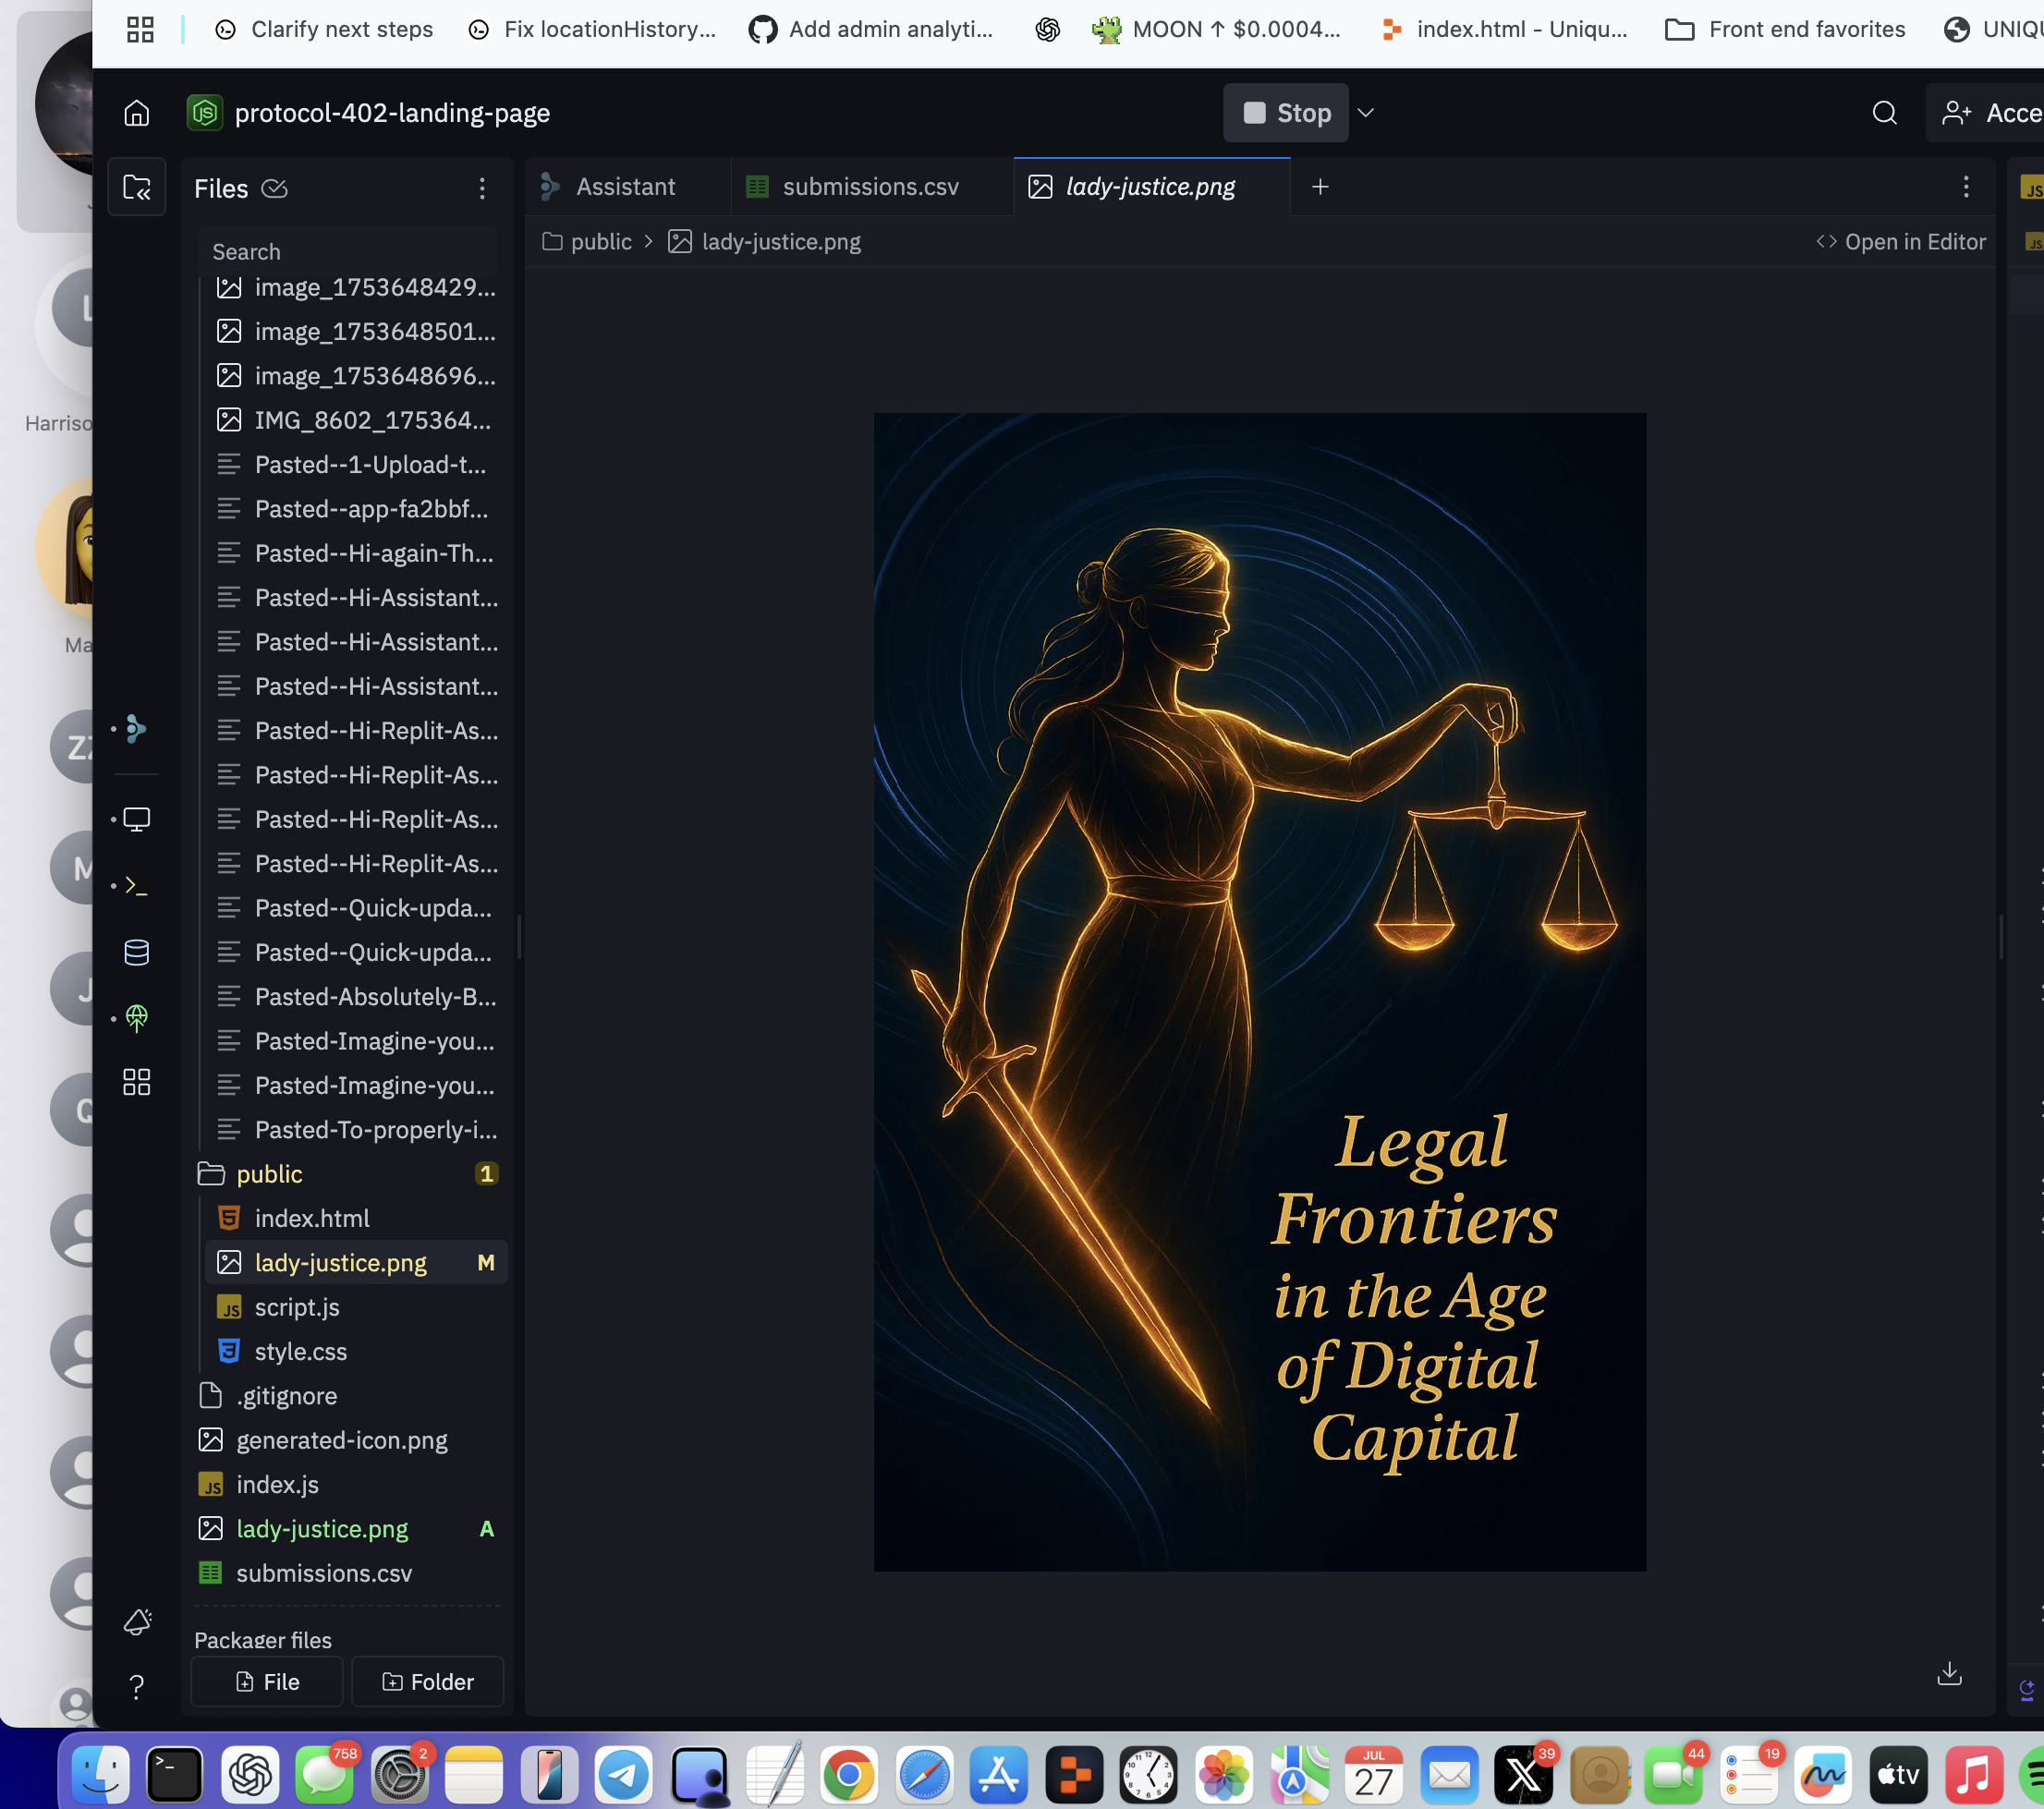 Clarify next steps
Fix locationHistory...
Add admin analyti...
MOON ↑ $0.0004...
index.html - Uniqu...
Front end favorites
UNIQU
protocol-402-landing-page
Stop
Acce
Files
Assistant
submissions.csv
lady-justice.png
Search
public > lady-justice.png
Open in Editor
image_1753648429...
image_1753648501...
image_1753648696...
IMG_8602_175364...
Pasted--1-Upload-t...
Pasted--app-fa2bbf...
Pasted--Hi-again-Th...
Pasted--Hi-Assistant...
Pasted--Hi-Assistant...
Pasted--Hi-Assistant...
Pasted--Hi-Replit-As...
Pasted--Hi-Replit-As...
Pasted--Hi-Replit-As...
Pasted--Hi-Replit-As...
Pasted--Quick-upda...
Pasted--Quick-upda...
Pasted-Absolutely-B...
Pasted-Imagine-you...
Pasted-Imagine-you...
Pasted-To-properly-i...
public 1
index.html
lady-justice.png M
script.js
style.css
.gitignore
generated-icon.png
index.js
lady-justice.png A
submissions.csv
Packager files
File
Folder
Legal
Frontiers
in the Age
of Digital
Capital
Harriso
Ma
ZZ
M
J
Q
758
2
JUL
27
39
44
19
tv